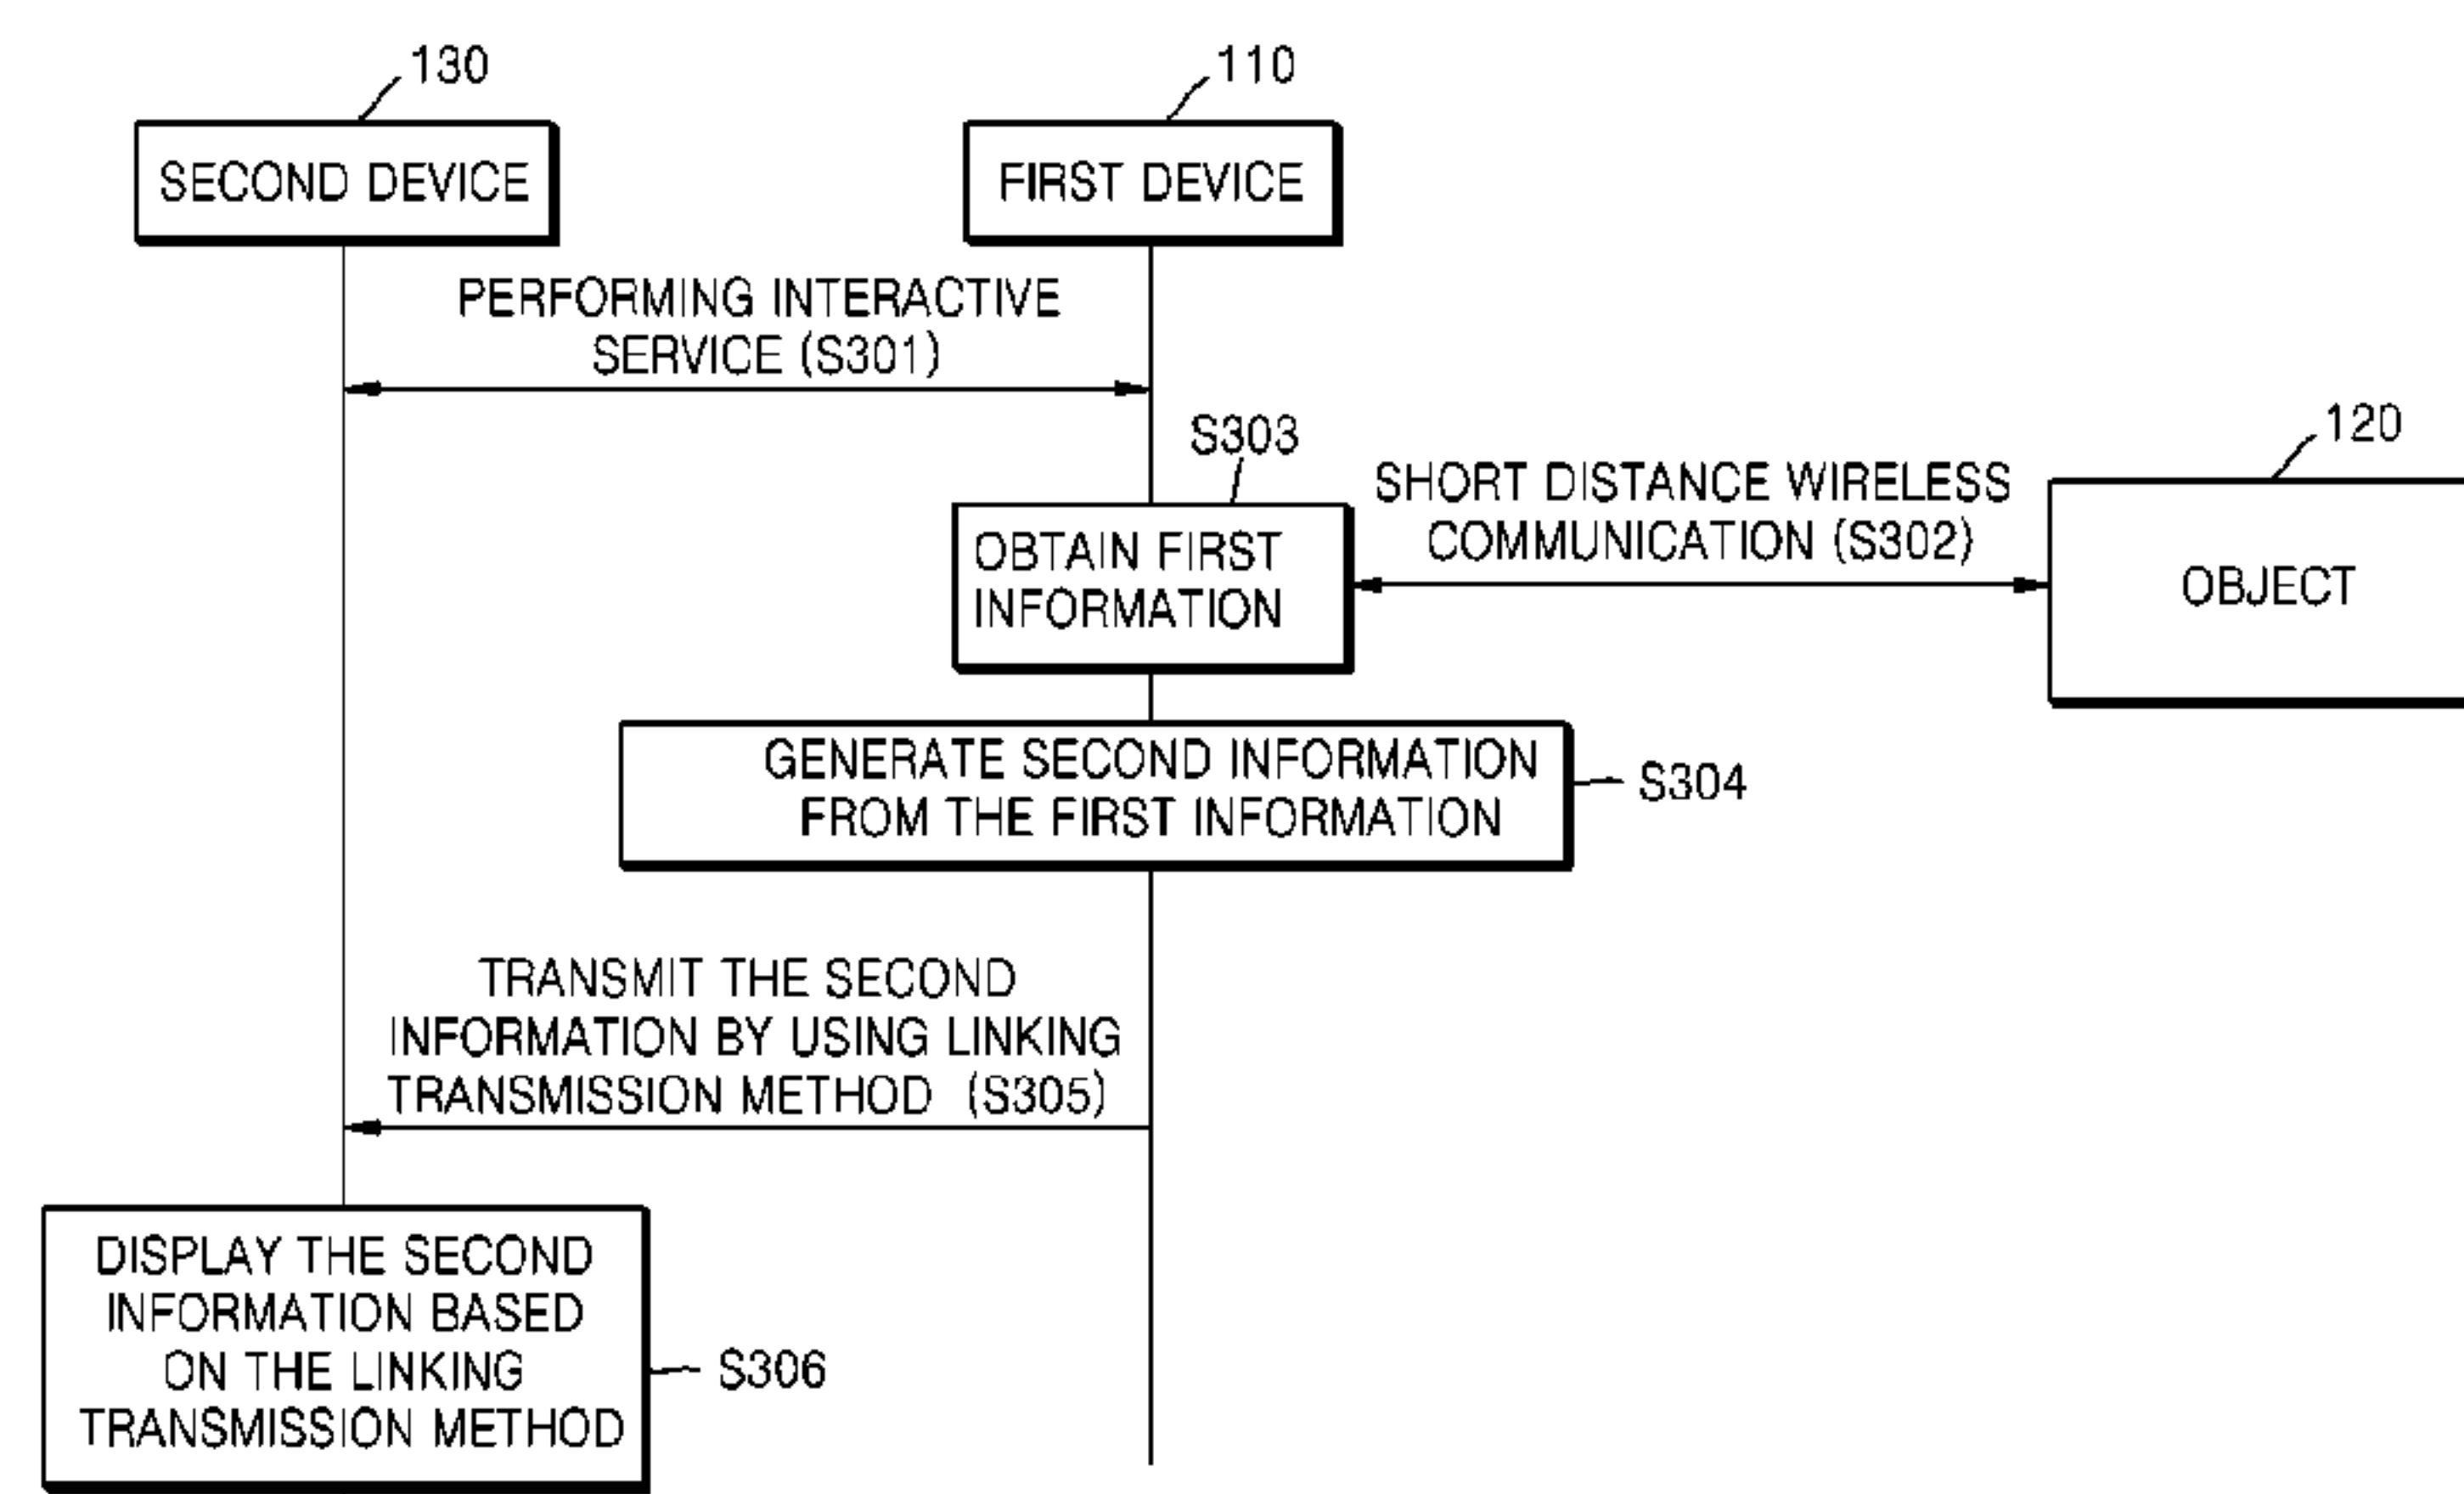 130
110
SECOND DEVICE
FIRST DEVICE
PERFORMING INTERACTIVE
SERVICE (S301)
S303
120
SHORT DISTANCE WIRELESS
COMMUNICATION (S302)
OBTAIN FIRST
INFORMATION
OBJECT
GENERATE SECOND INFORMATION
FROM THE FIRST INFORMATION
S304
TRANSMIT THE SECOND
INFORMATION BY USING LINKING
TRANSMISSION METHOD (S305)
DISPLAY THE SECOND
INFORMATION BASED
ON THE LINKING
TRANSMISSION METHOD
S306